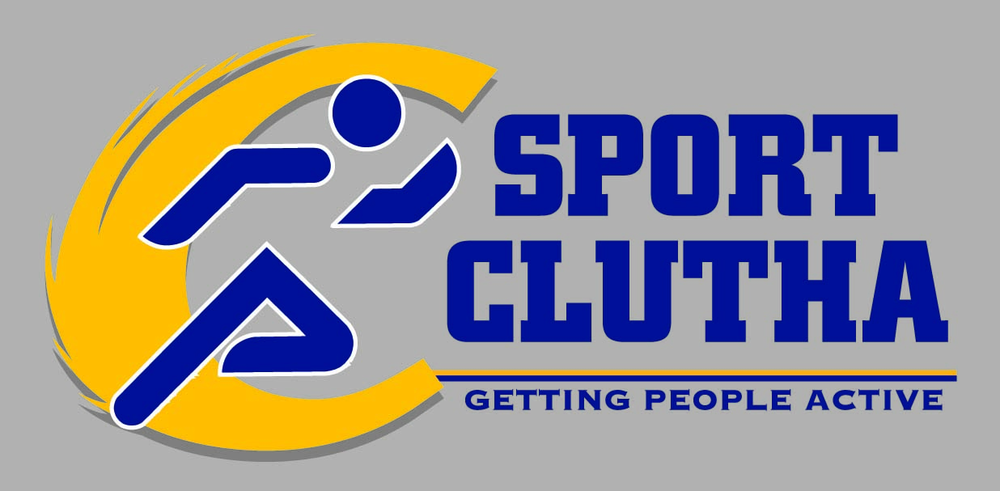 SPORT
CLUTHA
GETTING PEOPLE ACTIVE